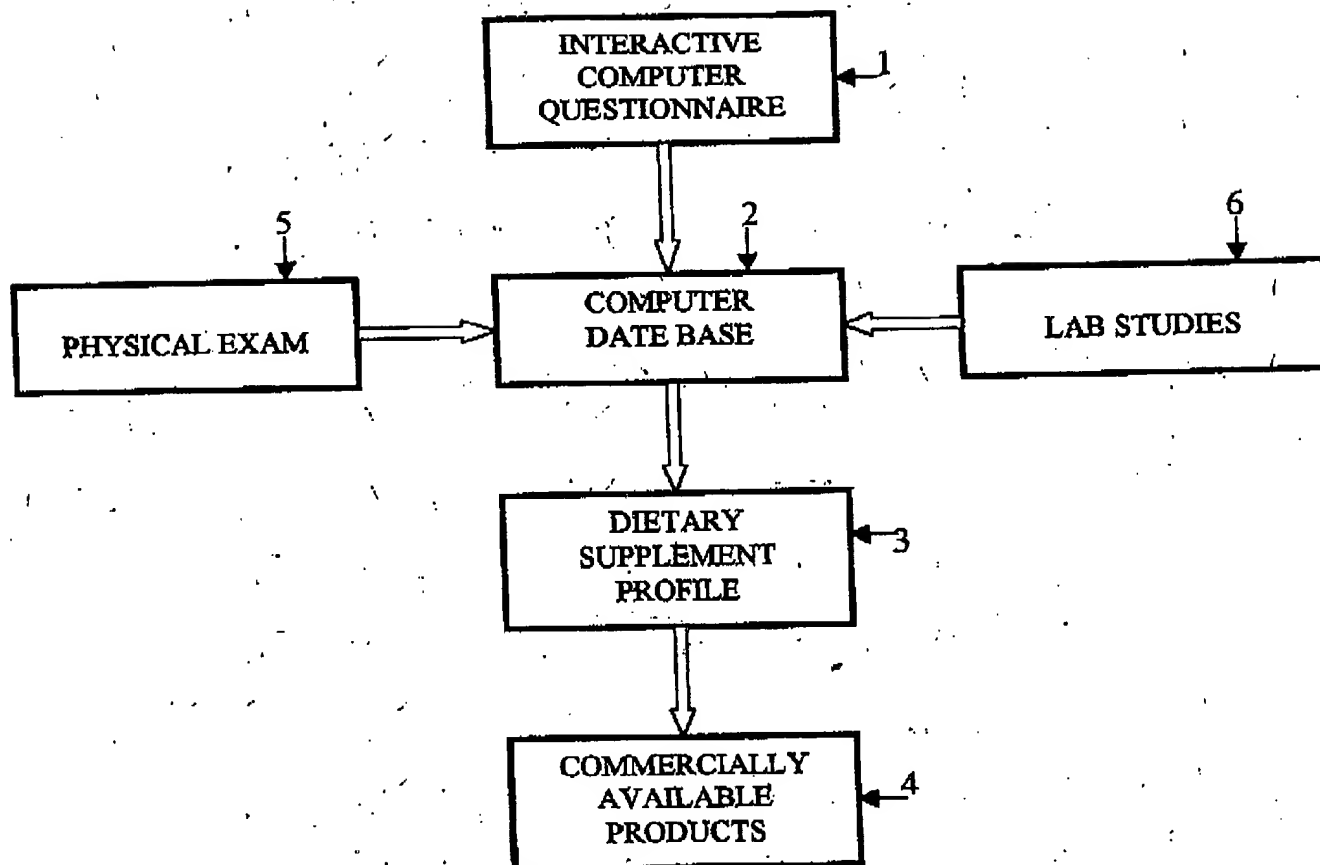 INTERACTIVE
COMPUTER
QUESTIONNAIRE
1
5
2
6
PHYSICAL EXAM
COMPUTER
DATE BASE
LAB STUDIES
DIETARY
SUPPLEMENT
PROFILE
3
COMMERCIALLY
AVAILABLE
PRODUCTS
4